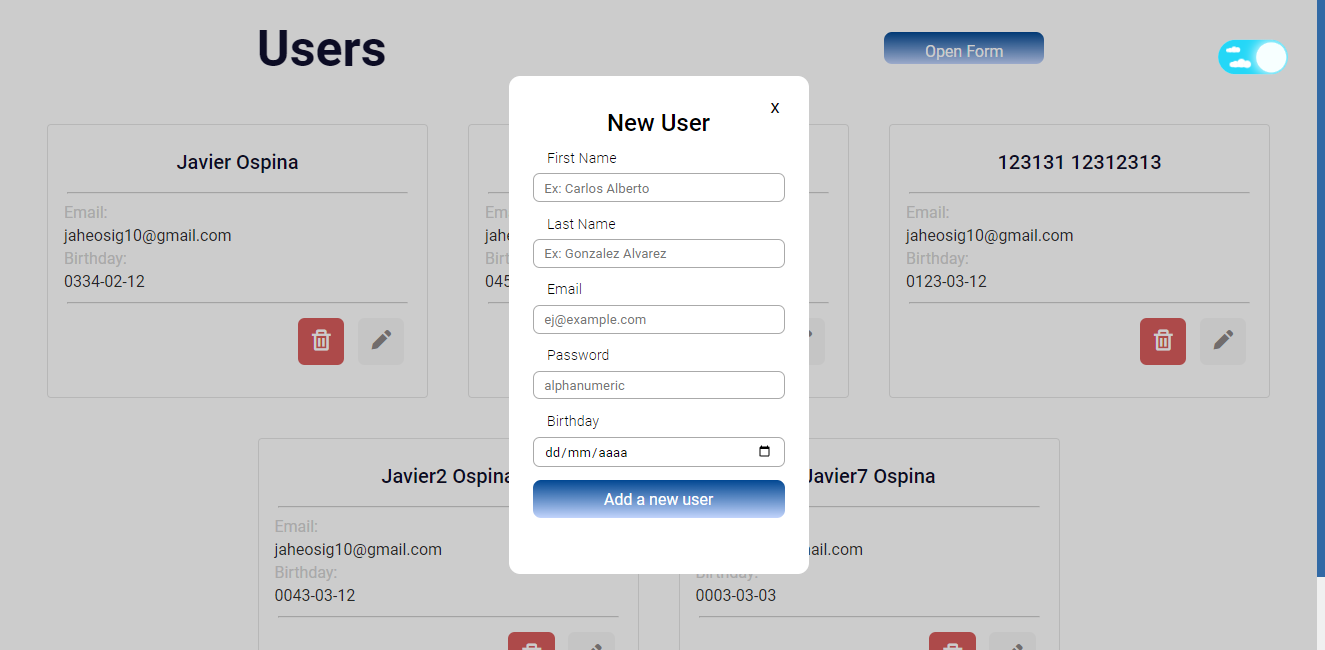 Users
Open Form
Javier Ospina
Email:
jaheosig10@gmail.com
Birthday:
0334-02-12
Em
jahe
Birt
045
123131 12312313
Email:
jaheosig10@gmail.com
Birthday:
0123-03-12
New User
x
First Name
Ex: Carlos Alberto
Last Name
Ex: Gonzalez Alvarez
Email
ej@example.com
Password
alphanumeric
Birthday
dd/mm/aaaa
Add a new user
Javier2 Ospina
Email:
jaheosig10@gmail.com
Birthday:
0043-03-12
Javier7 Ospina
ail.com
Birthday:
0003-03-03